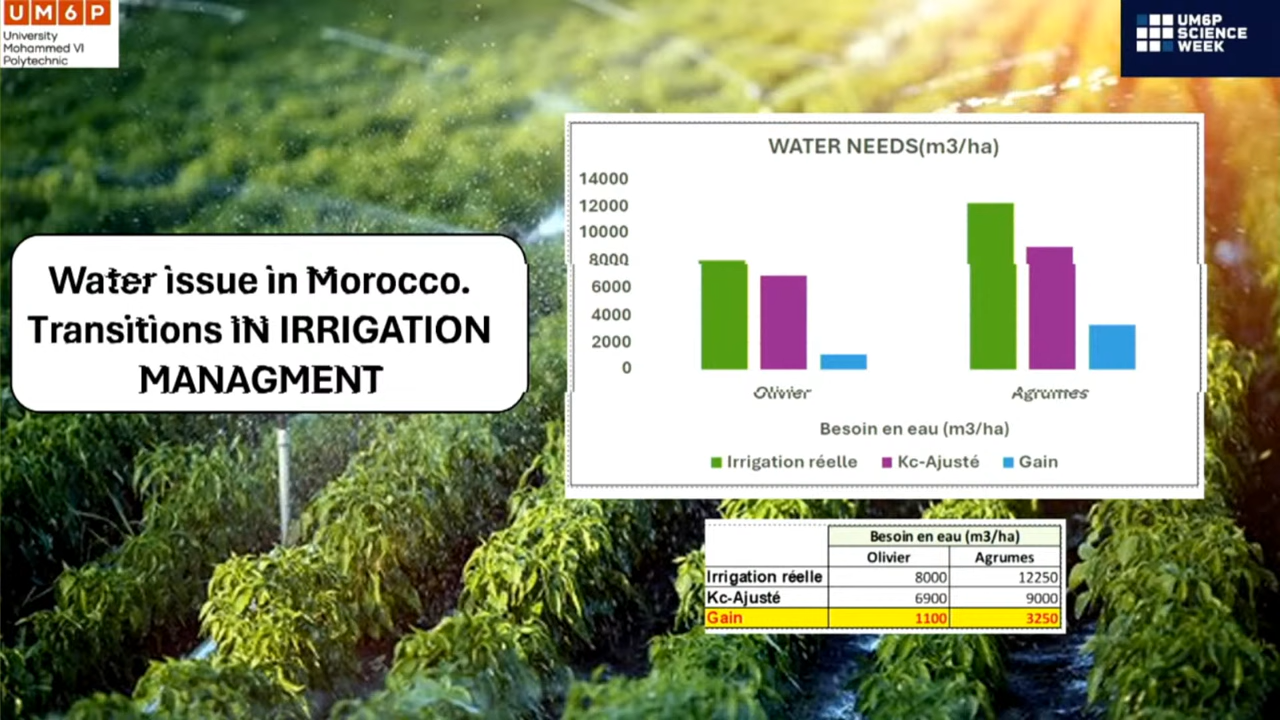 UM6P
University
Mohammed VI
Polytechnic
UM6P
SCIENCE
WEEK
Water issue in Morocco.
Transitions IN IRRIGATION
MANAGMENT
WATER NEEDS(m3/ha)
14000
12000
10000
8000
6000
4000
2000
0
Olivier Agrumes
Besoin en eau (m3/ha)
Irrigation réelle Kc-Ajusté Gain
Besoin en eau (m3/ha)
Olivier Agrumes
Irrigation réelle 8000 12250
Kc-Ajusté 6900 9000
Gain 1100 3250